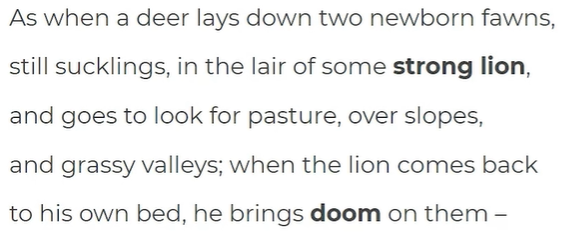 As when a deer lays down two newborn fawns,
still sucklings, in the lair of some strong lion,
and goes to look for pasture, over slopes,
and grassy valleys; when the lion comes back
to his own bed, he brings doom on them –